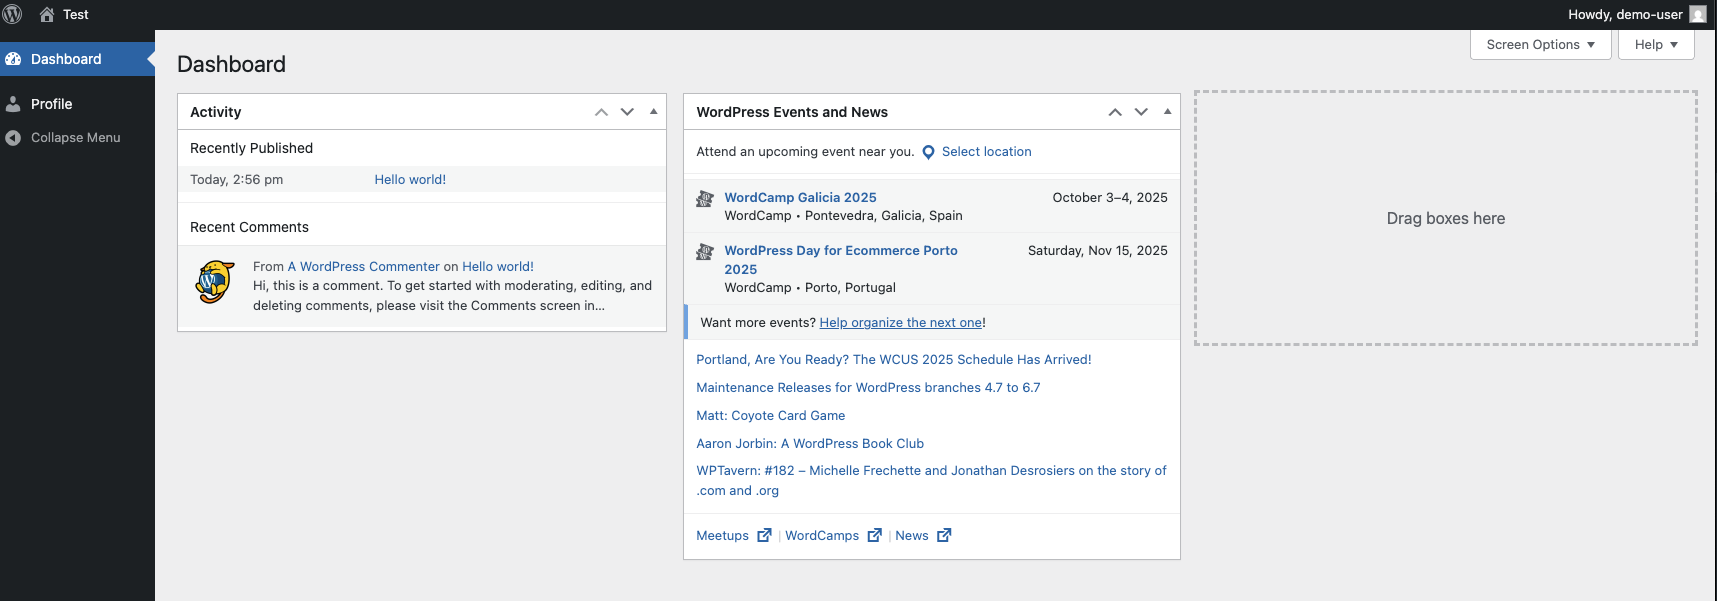 Test
Howdy, demo-user
Dashboard
Profile
Collapse Menu
Screen Options
Help
Dashboard
Activity
Recently Published
Today, 2:56 pm Hello world!
Recent Comments
From A WordPress Commenter on Hello world!
Hi, this is a comment. To get started with moderating, editing, and
deleting comments, please visit the Comments screen in…
WordPress Events and News
Attend an upcoming event near you. Select location
WordCamp Galicia 2025 October 3–4, 2025
WordCamp • Pontevedra, Galicia, Spain
WordPress Day for Ecommerce Porto Saturday, Nov 15, 2025
2025
WordCamp • Porto, Portugal
Want more events? Help organize the next one!
Portland, Are You Ready? The WCUS 2025 Schedule Has Arrived!
Maintenance Releases for WordPress branches 4.7 to 6.7
Matt: Coyote Card Game
Aaron Jorbin: A WordPress Book Club
WPTavern: #182 – Michelle Frechette and Jonathan Desrosiers on the story of
.com and .org
Meetups | WordCamps | News
Drag boxes here